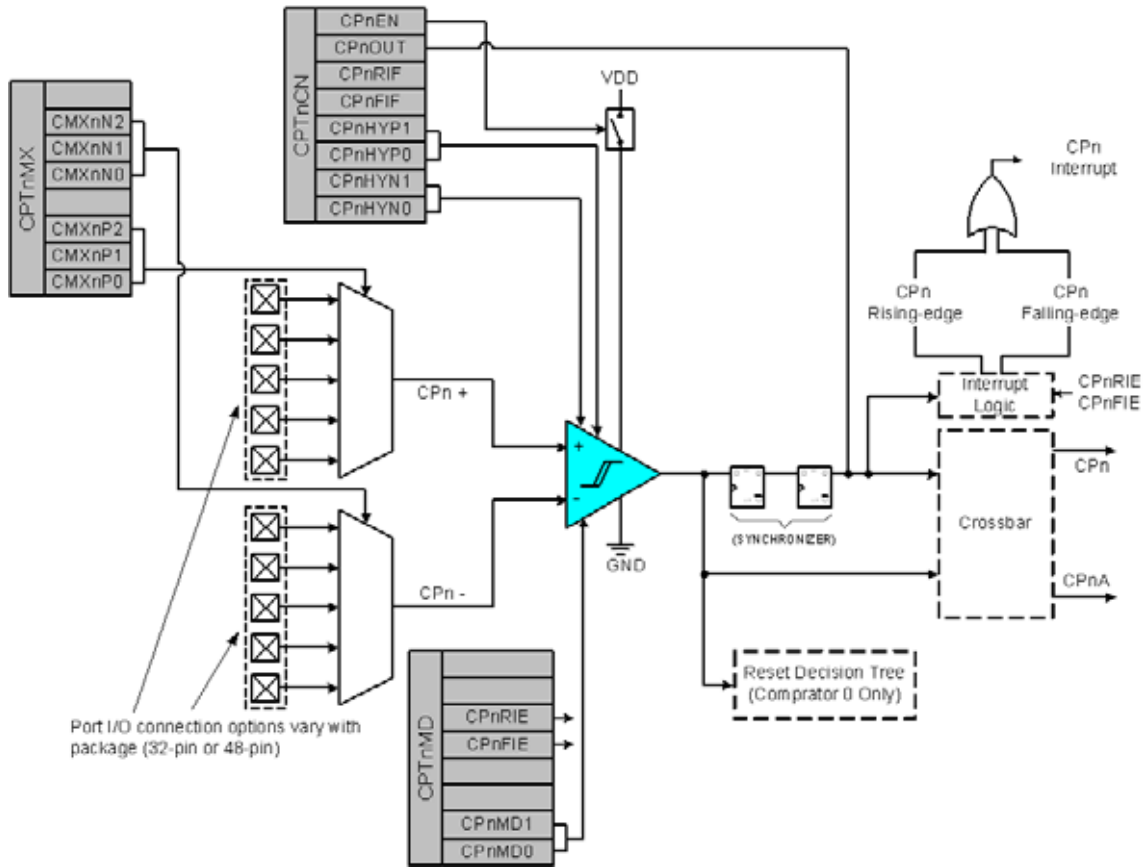 CPTnCN
CPnEN
CPnOUT
CPnRIF
CPnFIF
CPnHYP1
CPnHYP0
CPnHYN1
CPnHYN0
VDD
CPTnMX
CMXnN2
CMXnN1
CMXnN0
CMXnP2
CMXnP1
CMXnP0
CPn
Interrupt
CPn
Rising-edge
CPn
Falling-edge
Interrupt
Logic
CPnRIE
CPnFIE
CPn +
+
-
CPn -
GND
(SYNCHRONIZER)
Crossbar
CPn
CPnA
Reset Decision Tree
(Comprator 0 Only)
Port I/O connection options vary with
package (32-pin or 48-pin)
CPTnMD
CPnRIE
CPnFIE
CPnMD1
CPnMD0